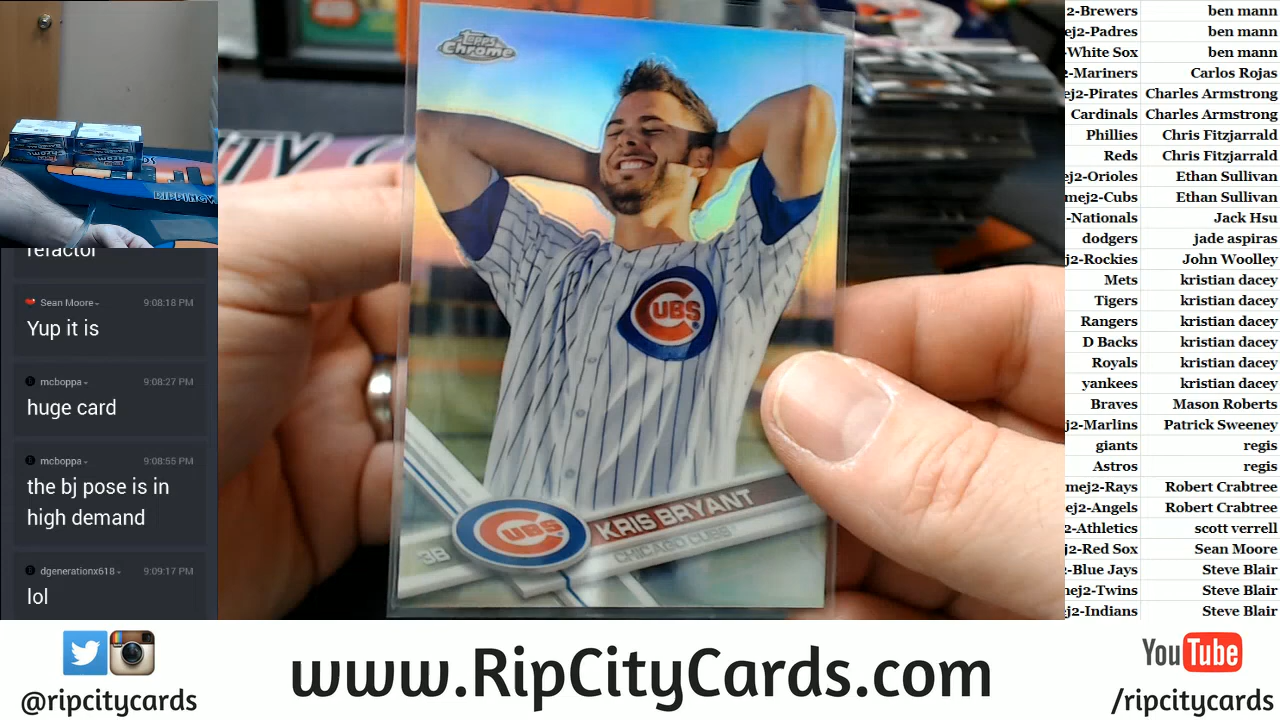 refactor
Sean Moore
9:08:18 PM
Yup it is
mcboppa
9:08:27 PM
huge card
mcboppa
9:08:55 PM
the bj pose is in
high demand
dgenerationx618
9:09:17 PM
lol
Topps
Chrome
CUBS
CUBS
3B
KRIS BRYANT
CHICAGO CUBS
2-Brewers ben mann
ej2-Padres ben mann
-White Sox ben mann
-Mariners Carlos Rojas
ej2-Pirates Charles Armstrong
Cardinals Charles Armstrong
Phillies Chris Fitzjarrald
Reds Chris Fitzjarrald
ej2-Orioles Ethan Sullivan
mej2-Cubs Ethan Sullivan
-Nationals Jack Hsu
dodgers jade aspiras
j2-Rockies John Woolley
Mets kristian dacey
Tigers kristian dacey
Rangers kristian dacey
D Backs kristian dacey
Royals kristian dacey
yankees kristian dacey
Braves Mason Roberts
j2-Marlins Patrick Sweeney
giants regis
Astros regis
mej2-Rays Robert Crabtree
ej2-Angels Robert Crabtree
2-Athletics scott verrell
j2-Red Sox Sean Moore
2-Blue Jays Steve Blair
nej2-Twins Steve Blair
ej2-Indians Steve Blair
@ripcitycards
www.RipCityCards.com
YouTube
/ripcitycards